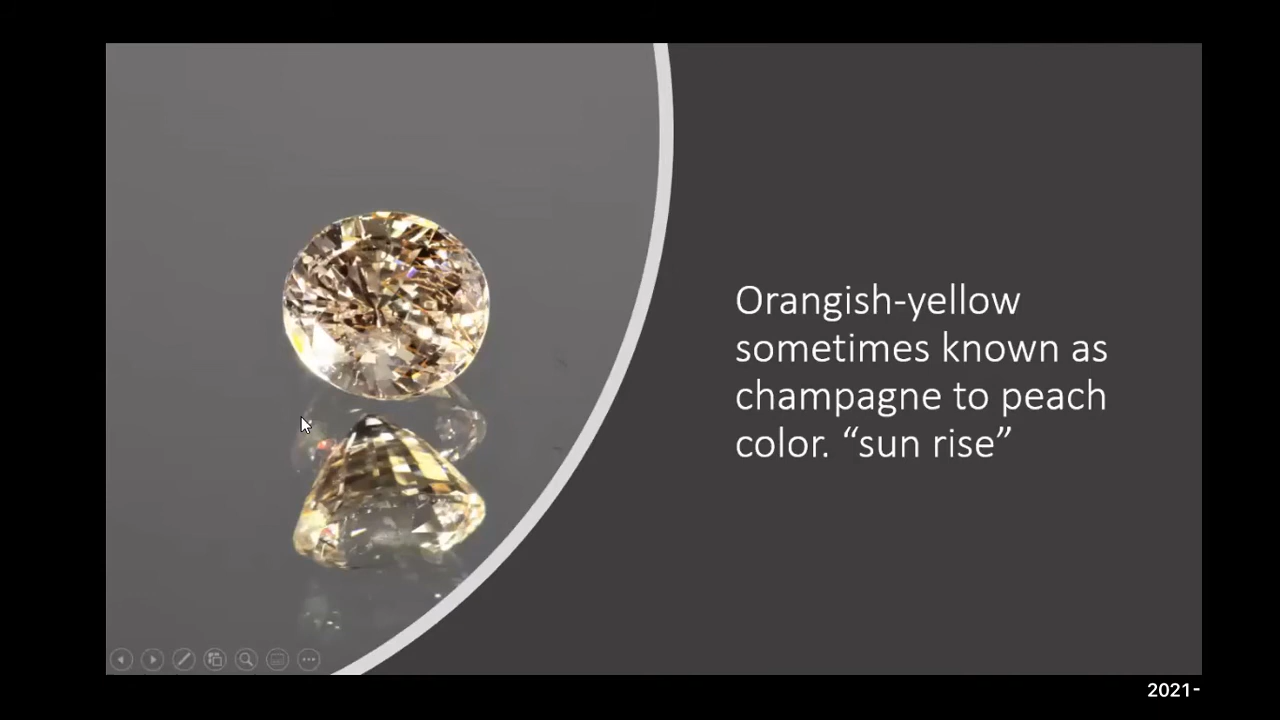 Orangish-yellow
sometimes known as
champagne to peach
color. “sun rise”
2021-